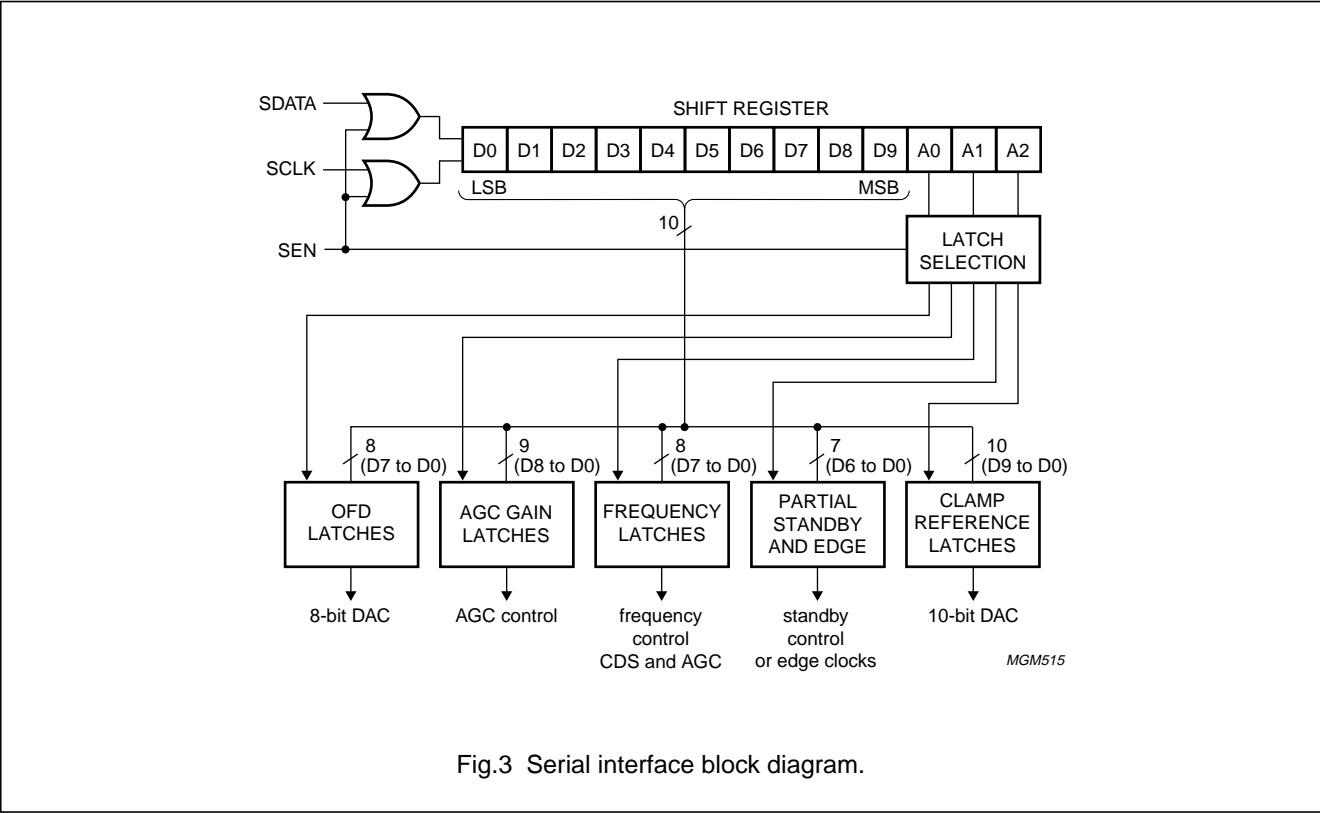 SDATA
SHIFT REGISTER
D0 D1 D2 D3 D4 D5 D6 D7 D8 D9 A0 A1 A2
SCLK
LSB
MSB
10
SEN
LATCH
SELECTION
8
(D7 to D0)
9
(D8 to D0)
8
(D7 to D0)
7
(D6 to D0)
10
(D9 to D0)
OFD
LATCHES
AGC GAIN
LATCHES
FREQUENCY
LATCHES
PARTIAL
STANDBY
AND EDGE
CLAMP
REFERENCE
LATCHES
8-bit DAC
AGC control
frequency
control
CDS and AGC
standby
control
or edge clocks
10-bit DAC
MGM515
Fig.3 Serial interface block diagram.